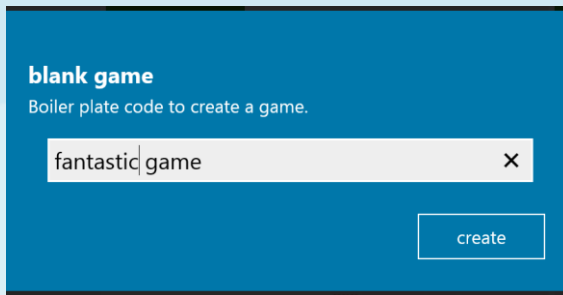 blank game
Boiler plate code to create a game.
fantastic game
create